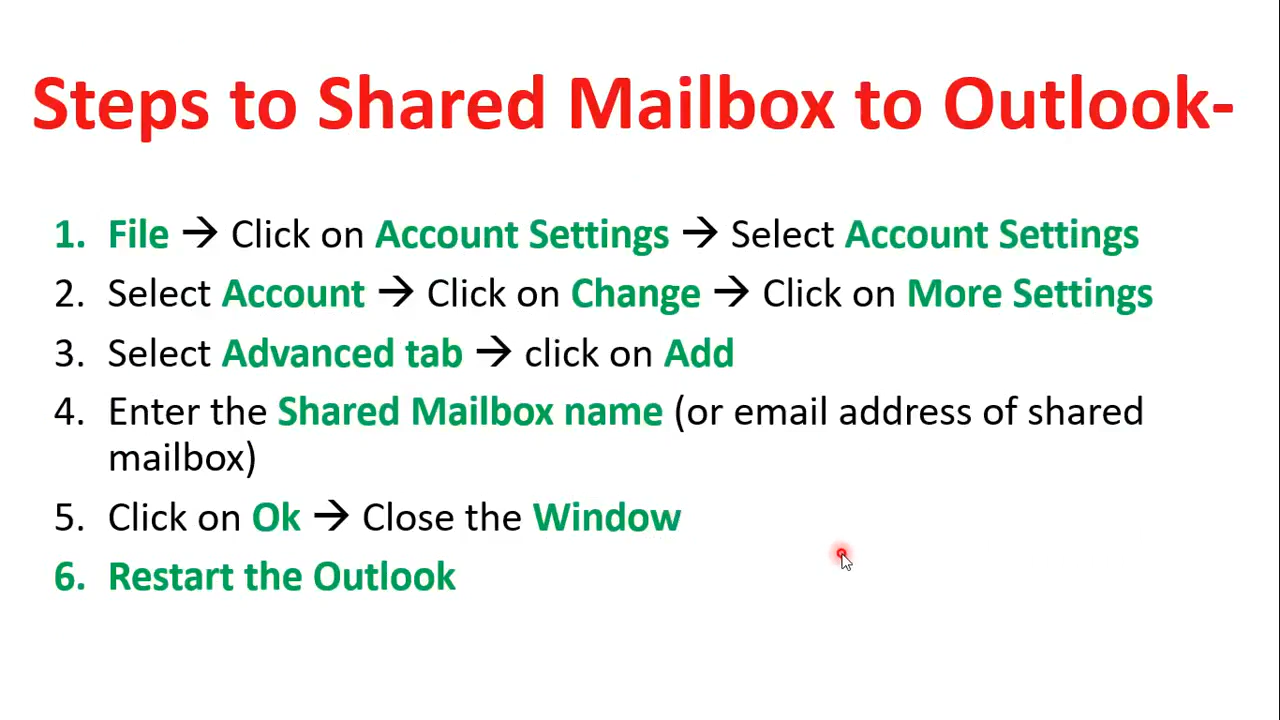 Steps to Shared Mailbox to Outlook-
1. File → Click on Account Settings → Select Account Settings
2. Select Account → Click on Change → Click on More Settings
3. Select Advanced tab → click on Add
4. Enter the Shared Mailbox name (or email address of shared
mailbox)
5. Click on Ok → Close the Window
6. Restart the Outlook